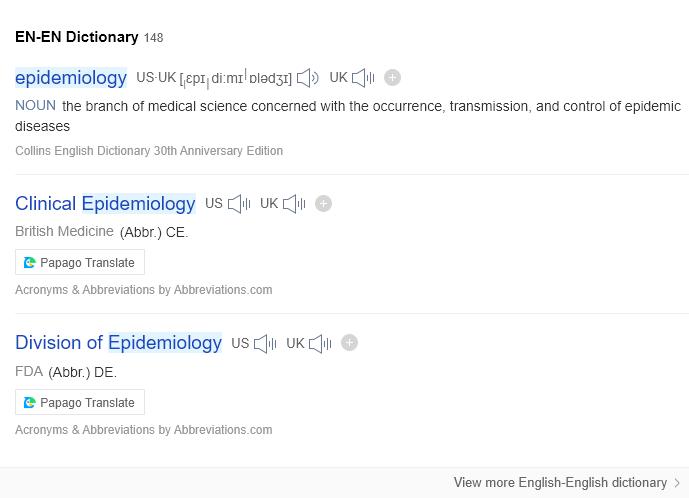 EN-EN Dictionary 148
epidemiology US·UK [ˌɛpɪˌdiːmɪˈɒlədʒɪ] UK
NOUN the branch of medical science concerned with the occurrence, transmission, and control of epidemic
diseases
Collins English Dictionary 30th Anniversary Edition
Clinical Epidemiology US UK
British Medicine (Abbr.) CE.
Papago Translate
Acronyms & Abbreviations by Abbreviations.com
Division of Epidemiology US UK
FDA (Abbr.) DE.
Papago Translate
Acronyms & Abbreviations by Abbreviations.com
View more English-English dictionary